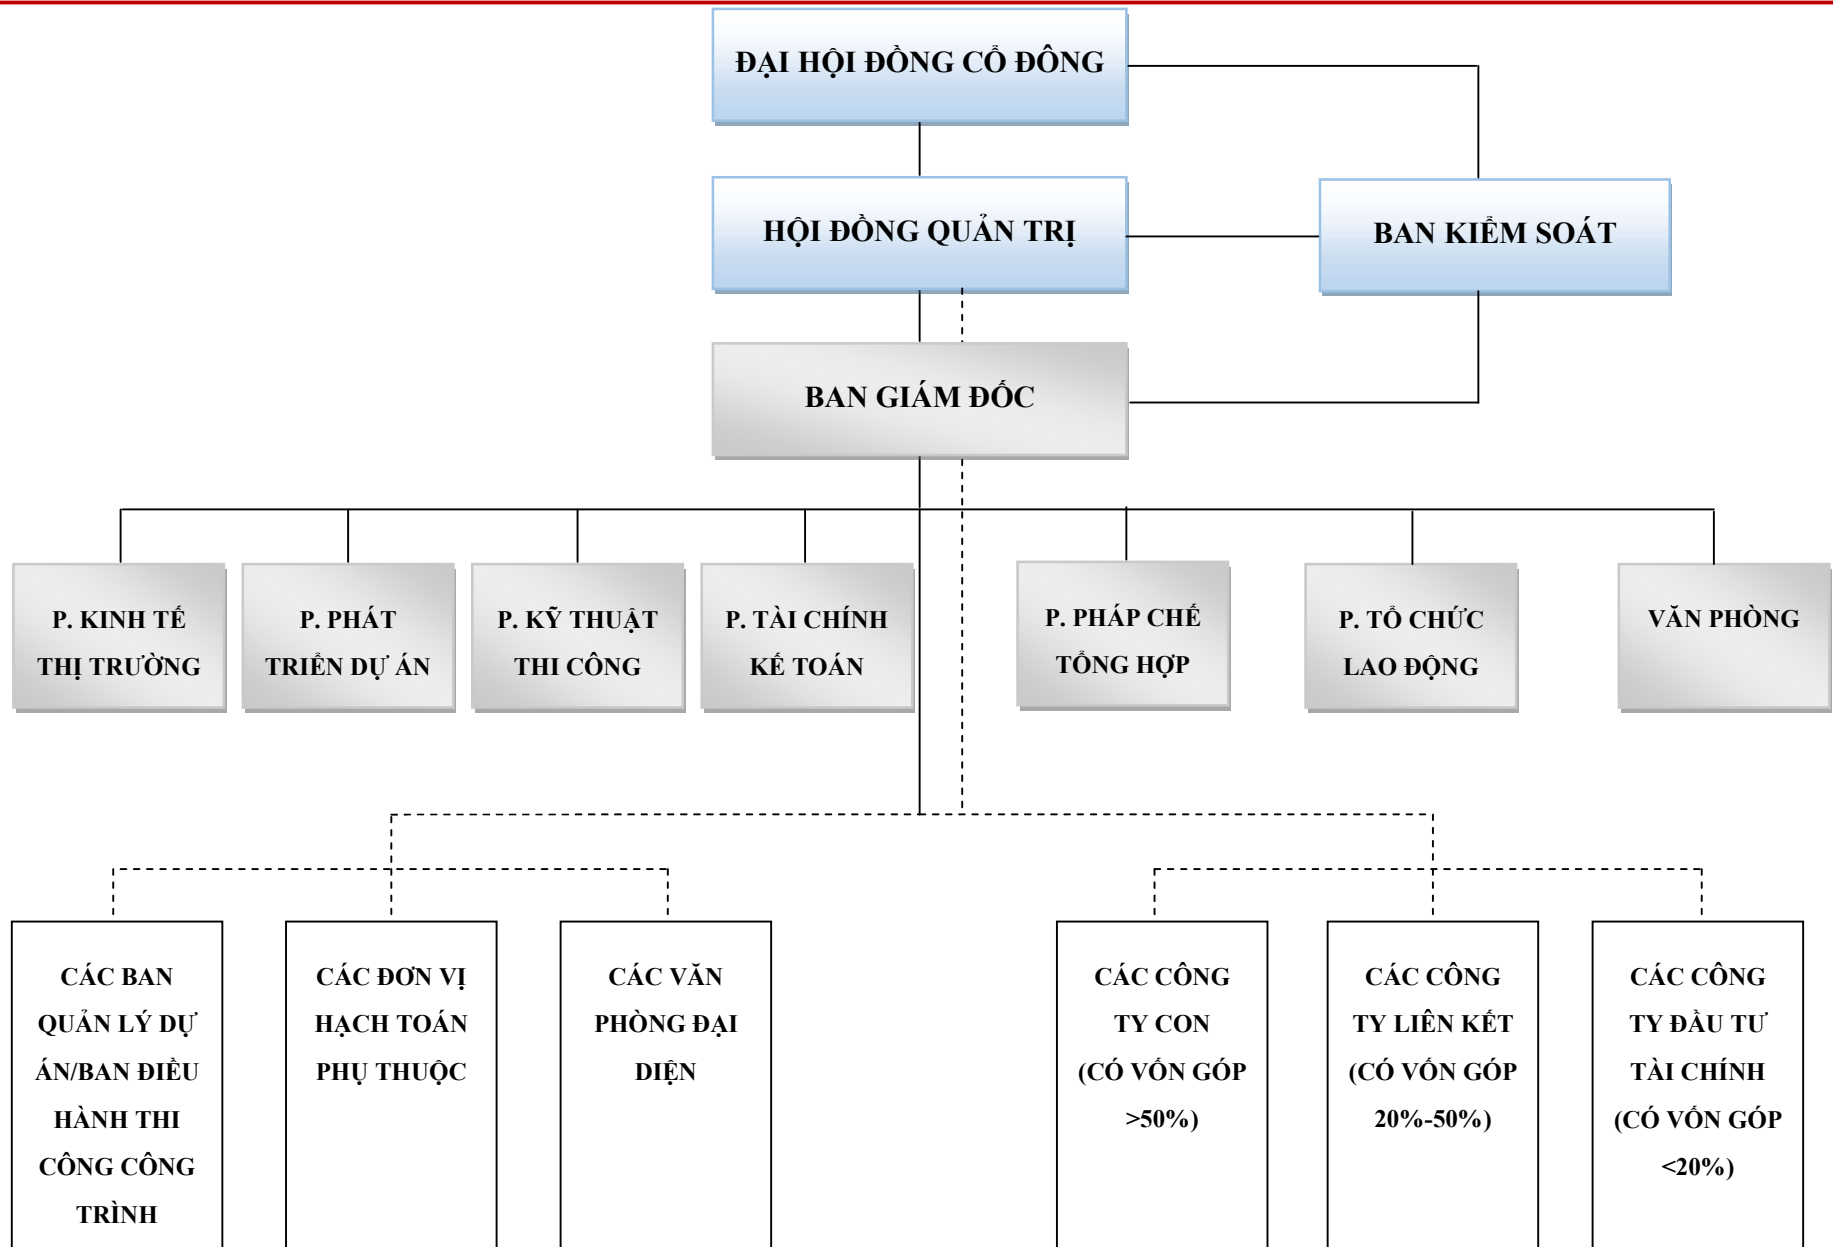 ĐẠI HỘI ĐỒNG CỔ ĐÔNG
HỘI ĐỒNG QUẢN TRỊ
BAN KIỂM SOÁT
BAN GIÁM ĐỐC
P. KINH TẾ
THỊ TRƯỜNG
P. PHÁT
TRIỂN DỰ ÁN
P. KỸ THUẬT
THI CÔNG
P. TÀI CHÍNH
KẾ TOÁN
P. PHÁP CHẾ
TỔNG HỢP
P. TỔ CHỨC
LAO ĐỘNG
VĂN PHÒNG
CÁC BAN
QUẢN LÝ DỰ
ÁN/BAN ĐIỀU
HÀNH THI
CÔNG CÔNG
TRÌNH
CÁC ĐƠN VỊ
HẠCH TOÁN
PHỤ THUỘC
CÁC VĂN
PHÒNG ĐẠI
DIỆN
CÁC CÔNG
TY CON
(CÓ VỐN GÓP
>50%)
CÁC CÔNG
TY LIÊN KẾT
(CÓ VỐN GÓP
20%-50%)
CÁC CÔNG
TY ĐẦU TƯ
TÀI CHÍNH
(CÓ VỐN GÓP
<20%)